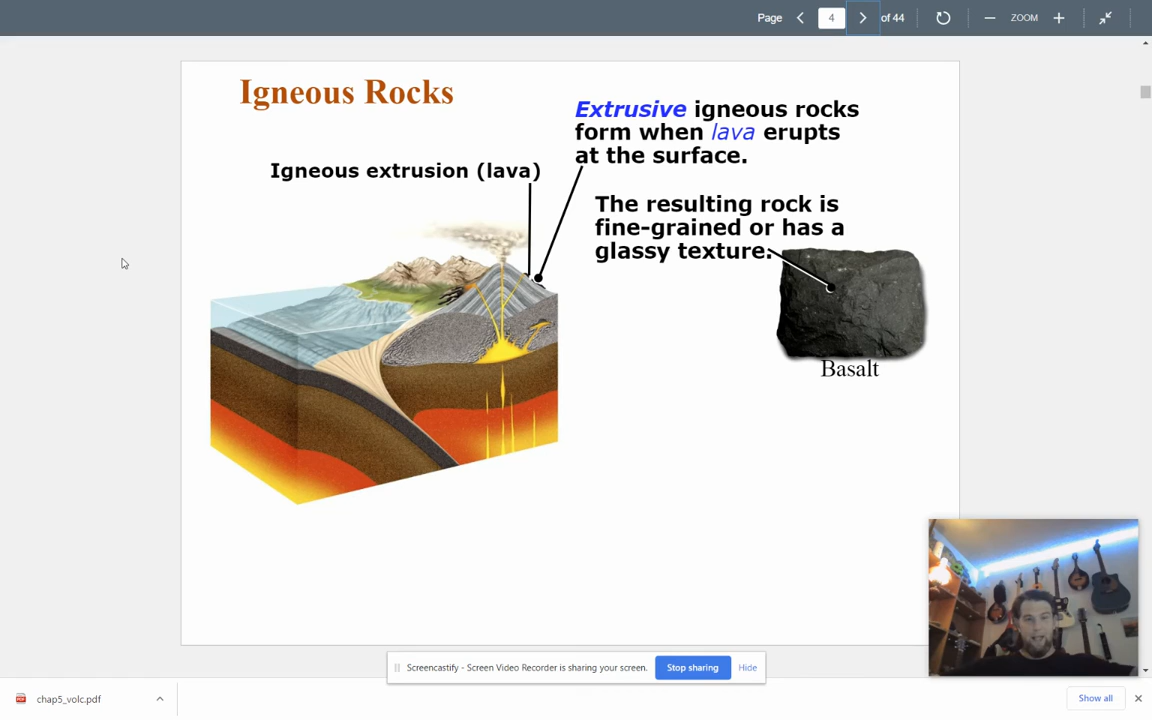 Page 4 of 44 ZOOM
Igneous Rocks
Extrusive igneous rocks
form when lava erupts
at the surface.
Igneous extrusion (lava)
The resulting rock is
fine-grained or has a
glassy texture.
Basalt
Screencastify - Screen Video Recorder is sharing your screen. Stop sharing Hide
chap5_volc.pdf Show all